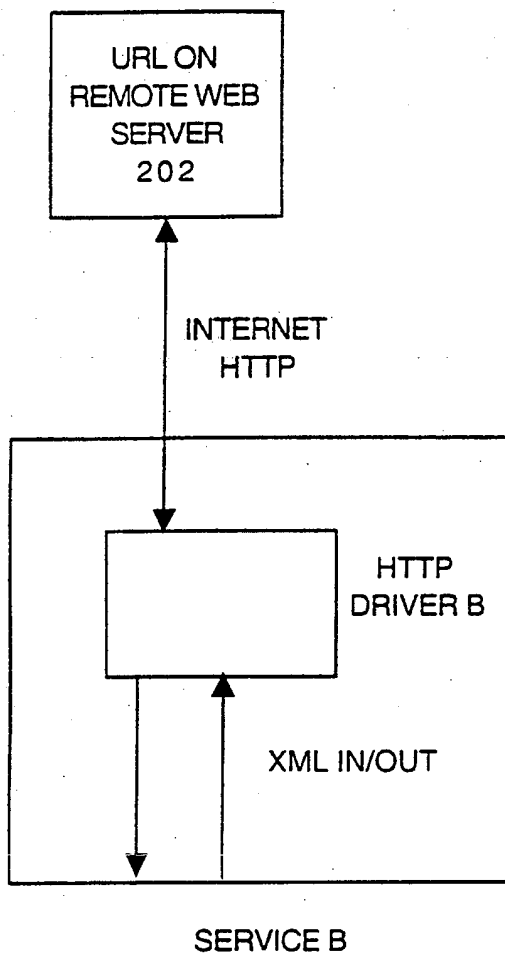 URL ON
REMOTE WEB
SERVER
202
INTERNET
HTTP
HTTP
DRIVER B
XML IN/OUT
SERVICE B